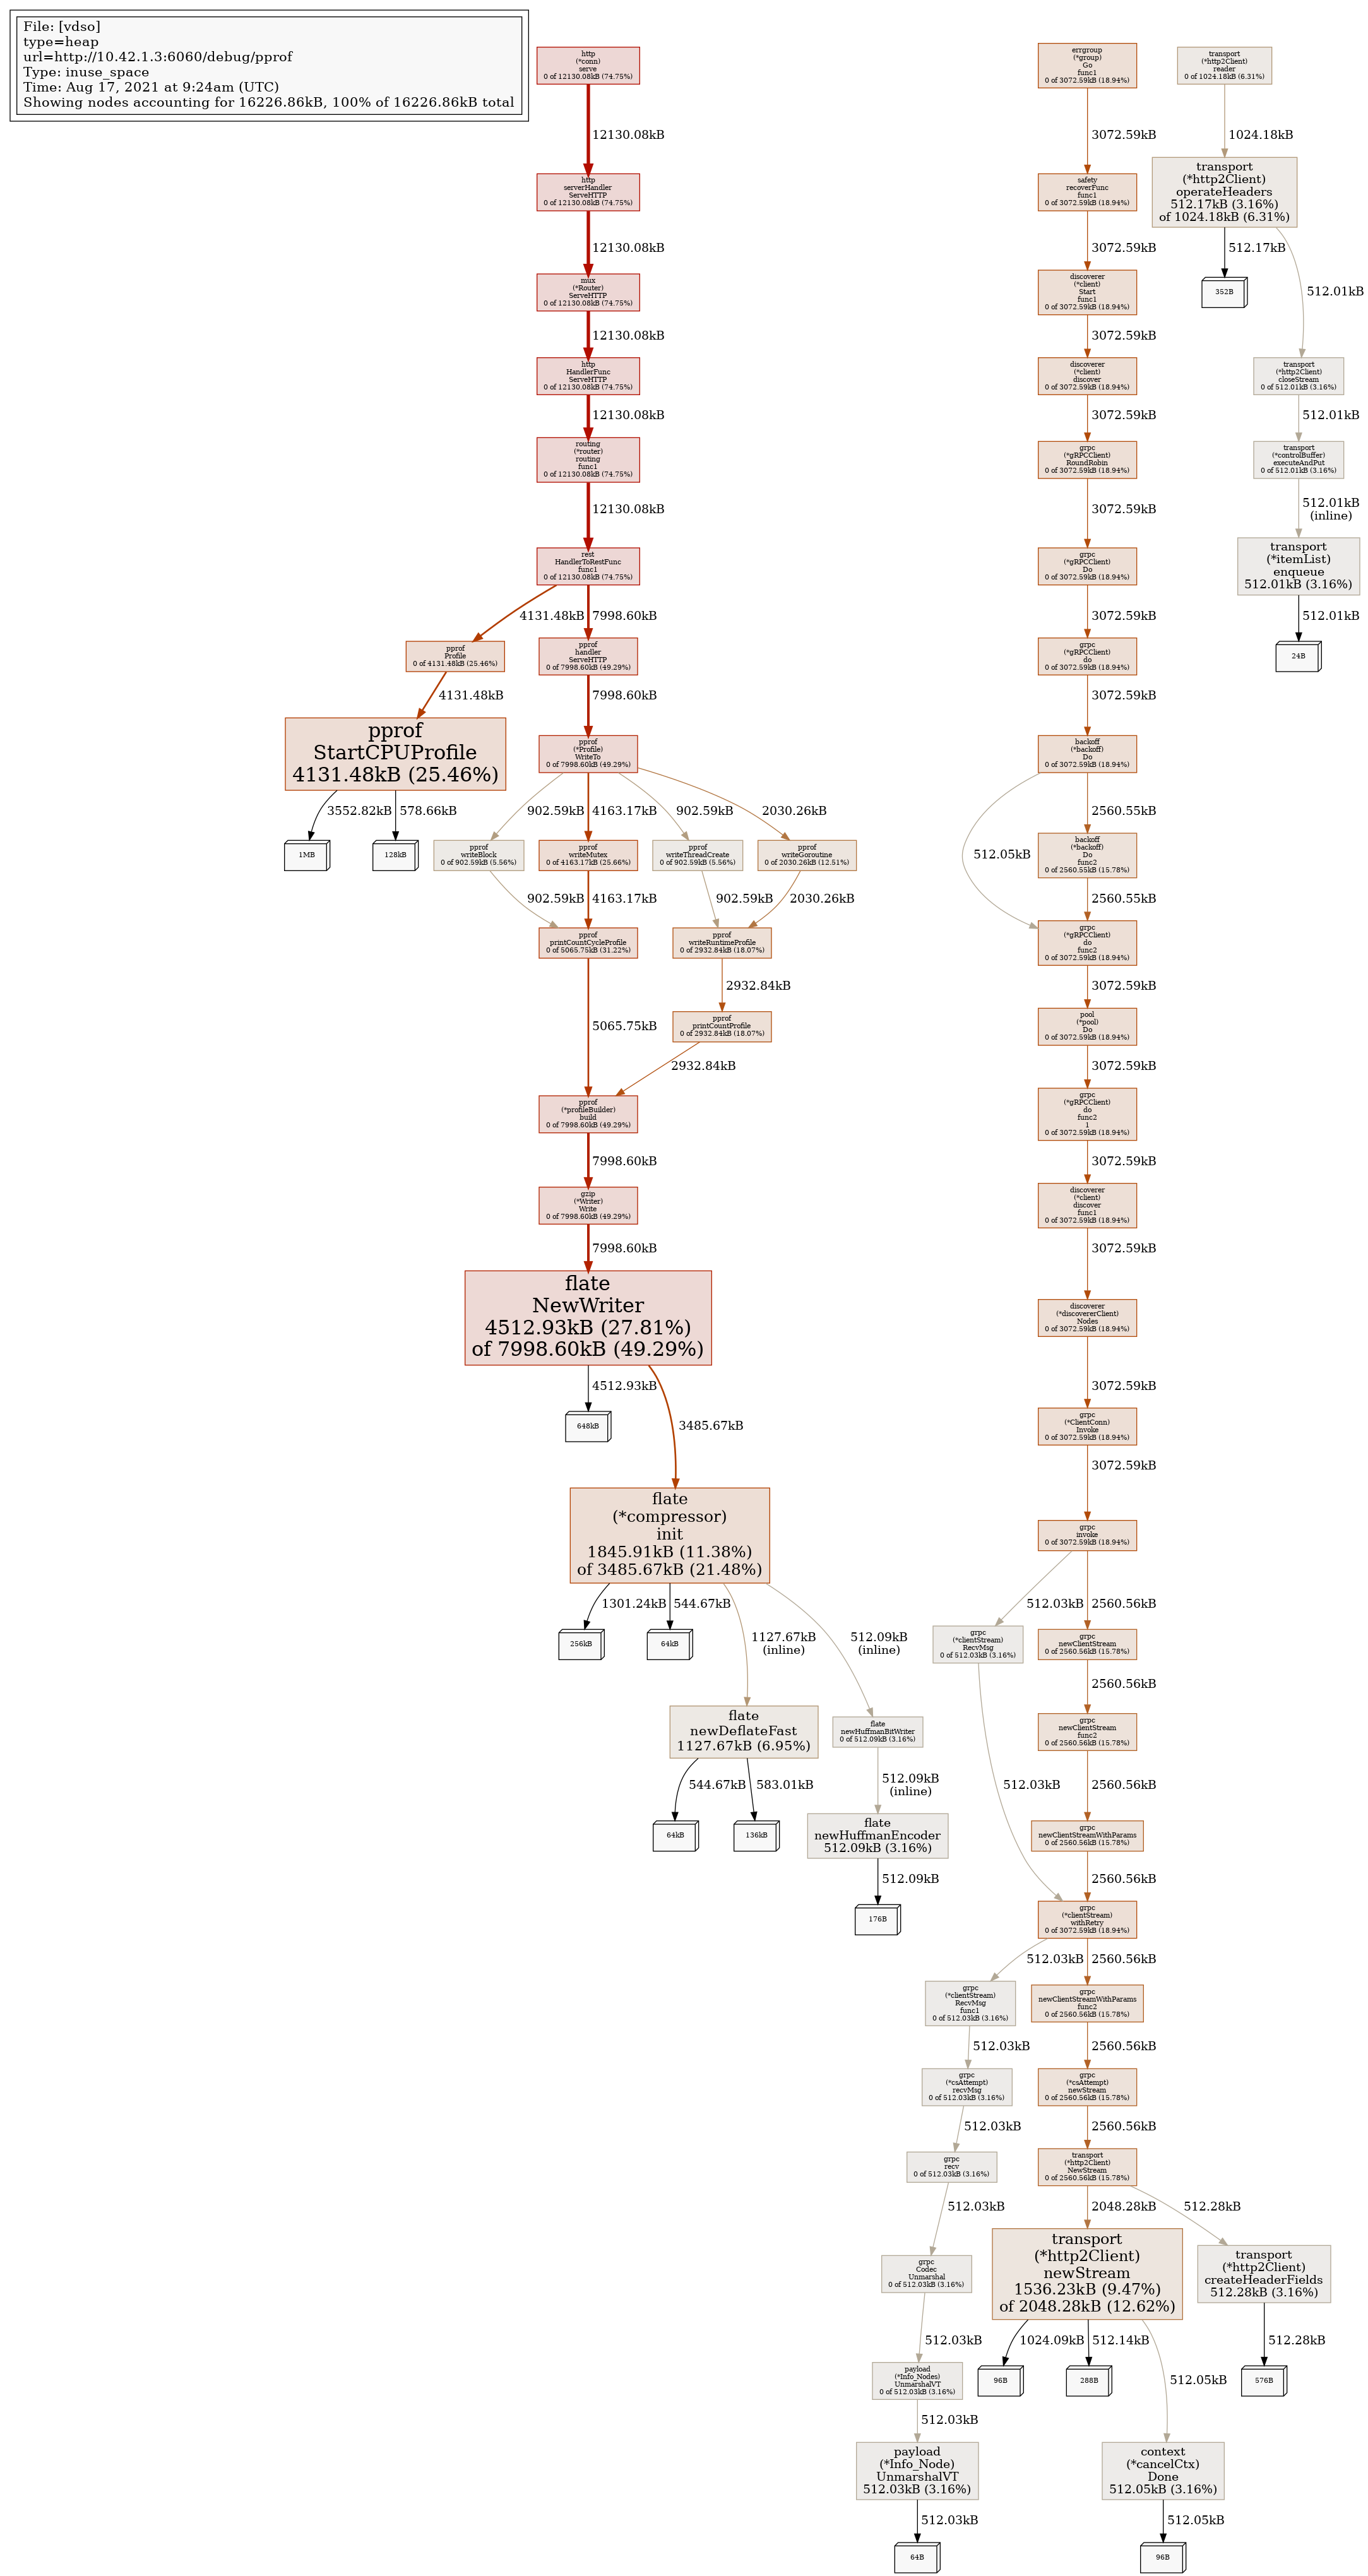 File: [vdso]
type=heap
url=http://10.42.1.3:6060/debug/pprof
Type: inuse_space
Time: Aug 17, 2021 at 9:24am (UTC)
Showing nodes accounting for 16226.86kB, 100% of 16226.86kB total
http
(*conn)
serve
0 of 12130.08kB (74.75%)
12130.08kB
http
serverHandler
ServeHTTP
0 of 12130.08kB (74.75%)
12130.08kB
mux
(*Router)
ServeHTTP
0 of 12130.08kB (74.75%)
12130.08kB
http
HandlerFunc
ServeHTTP
0 of 12130.08kB (74.75%)
12130.08kB
routing
(*router)
routing
func1
0 of 12130.08kB (74.75%)
12130.08kB
rest
HandlerToRestFunc
func1
0 of 12130.08kB (74.75%)
4131.48kB
7998.60kB
pprof
Profile
0 of 4131.48kB (25.46%)
4131.48kB
pprof
StartCPUProfile
4131.48kB (25.46%)
3552.82kB
578.66kB
1MB
128kB
pprof
handler
ServeHTTP
0 of 7998.60kB (49.29%)
7998.60kB
pprof
(*Profile)
WriteTo
0 of 7998.60kB (49.29%)
902.59kB
4163.17kB
902.59kB
2030.26kB
pprof
writeBlock
0 of 902.59kB (5.56%)
pprof
writeMutex
0 of 4163.17kB (25.66%)
pprof
writeThreadCreate
0 of 902.59kB (5.56%)
pprof
writeGoroutine
0 of 2030.26kB (12.51%)
902.59kB
4163.17kB
902.59kB
2030.26kB
pprof
printCountCycleProfile
0 of 5065.75kB (31.22%)
pprof
writeRuntimeProfile
0 of 2932.84kB (18.07%)
2932.84kB
pprof
printCountProfile
0 of 2932.84kB (18.07%)
5065.75kB
2932.84kB
pprof
(*profileBuilder)
build
0 of 7998.60kB (49.29%)
7998.60kB
gzip
(*Writer)
Write
0 of 7998.60kB (49.29%)
7998.60kB
flate
NewWriter
4512.93kB (27.81%)
of 7998.60kB (49.29%)
4512.93kB
3485.67kB
648kB
flate
(*compressor)
init
1845.91kB (11.38%)
of 3485.67kB (21.48%)
1301.24kB
544.67kB
1127.67kB
(inline)
512.09kB
(inline)
256kB
64kB
flate
newDeflateFast
1127.67kB (6.95%)
544.67kB
583.01kB
64kB
136kB
flate
newHuffmanBitWriter
0 of 512.09kB (3.16%)
512.09kB
(inline)
flate
newHuffmanEncoder
512.09kB (3.16%)
512.09kB
176B
errgroup
(*group)
Go
func1
0 of 3072.59kB (18.94%)
3072.59kB
safety
recoverFunc
func1
0 of 3072.59kB (18.94%)
3072.59kB
discoverer
(*client)
Start
func1
0 of 3072.59kB (18.94%)
3072.59kB
discoverer
(*client)
discover
0 of 3072.59kB (18.94%)
3072.59kB
grpc
(*gRPCClient)
RoundRobin
0 of 3072.59kB (18.94%)
3072.59kB
grpc
(*gRPCClient)
Do
0 of 3072.59kB (18.94%)
3072.59kB
grpc
(*gRPCClient)
do
0 of 3072.59kB (18.94%)
3072.59kB
backoff
(*backoff)
Do
0 of 3072.59kB (18.94%)
512.05kB
2560.55kB
backoff
(*backoff)
Do
func2
0 of 2560.55kB (15.78%)
2560.55kB
grpc
(*gRPCClient)
do
func2
0 of 3072.59kB (18.94%)
3072.59kB
pool
(*pool)
Do
0 of 3072.59kB (18.94%)
3072.59kB
grpc
(*gRPCClient)
do
func2
1
0 of 3072.59kB (18.94%)
3072.59kB
discoverer
(*client)
discover
func1
0 of 3072.59kB (18.94%)
3072.59kB
discoverer
(*discovererClient)
Nodes
0 of 3072.59kB (18.94%)
3072.59kB
grpc
(*ClientConn)
Invoke
0 of 3072.59kB (18.94%)
3072.59kB
grpc
invoke
0 of 3072.59kB (18.94%)
512.03kB
2560.56kB
grpc
(*clientStream)
RecvMsg
0 of 512.03kB (3.16%)
512.03kB
grpc
newClientStream
0 of 2560.56kB (15.78%)
2560.56kB
grpc
newClientStream
func2
0 of 2560.56kB (15.78%)
2560.56kB
grpc
newClientStreamWithParams
0 of 2560.56kB (15.78%)
2560.56kB
grpc
(*clientStream)
withRetry
0 of 3072.59kB (18.94%)
512.03kB
2560.56kB
grpc
(*clientStream)
RecvMsg
func1
0 of 512.03kB (3.16%)
512.03kB
grpc
(*csAttempt)
recvMsg
0 of 512.03kB (3.16%)
512.03kB
grpc
recv
0 of 512.03kB (3.16%)
512.03kB
grpc
Codec
Unmarshal
0 of 512.03kB (3.16%)
512.03kB
payload
(*Info_Nodes)
UnmarshalVT
0 of 512.03kB (3.16%)
512.03kB
payload
(*Info_Node)
UnmarshalVT
512.03kB (3.16%)
512.03kB
64B
grpc
newClientStreamWithParams
func2
0 of 2560.56kB (15.78%)
2560.56kB
grpc
(*csAttempt)
newStream
0 of 2560.56kB (15.78%)
2560.56kB
transport
(*http2Client)
NewStream
0 of 2560.56kB (15.78%)
2048.28kB
512.28kB
transport
(*http2Client)
newStream
1536.23kB (9.47%)
of 2048.28kB (12.62%)
1024.09kB
512.14kB
512.05kB
96B
288B
context
(*cancelCtx)
Done
512.05kB (3.16%)
512.05kB
96B
transport
(*http2Client)
createHeaderFields
512.28kB (3.16%)
512.28kB
576B
transport
(*http2Client)
reader
0 of 1024.18kB (6.31%)
1024.18kB
transport
(*http2Client)
operateHeaders
512.17kB (3.16%)
of 1024.18kB (6.31%)
512.17kB
512.01kB
352B
transport
(*http2Client)
closeStream
0 of 512.01kB (3.16%)
512.01kB
transport
(*controlBuffer)
executeAndPut
0 of 512.01kB (3.16%)
512.01kB
(inline)
transport
(*itemList)
enqueue
512.01kB (3.16%)
512.01kB
24B